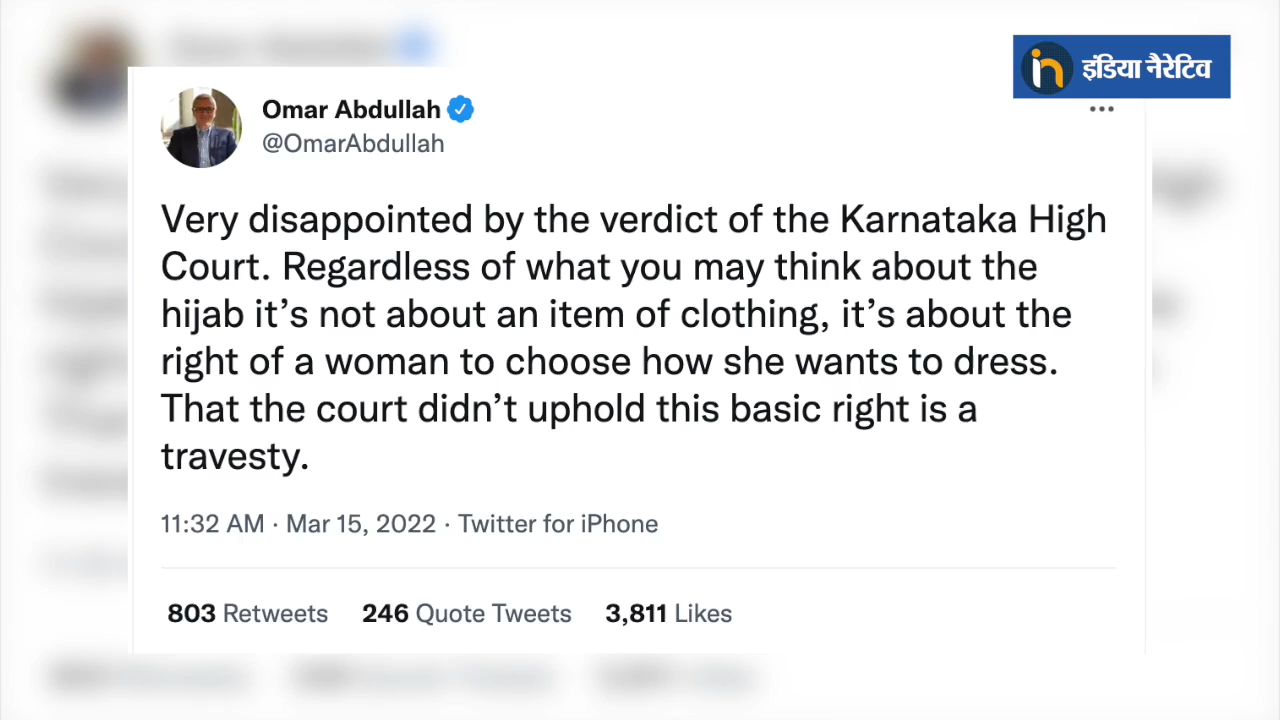 इंडिया नैरेटिव
Omar Abdullah
@OmarAbdullah
Very disappointed by the verdict of the Karnataka High
Court. Regardless of what you may think about the
hijab it’s not about an item of clothing, it’s about the
right of a woman to choose how she wants to dress.
That the court didn’t uphold this basic right is a
travesty.
11:32 AM · Mar 15, 2022 · Twitter for iPhone
803 Retweets 246 Quote Tweets 3,811 Likes